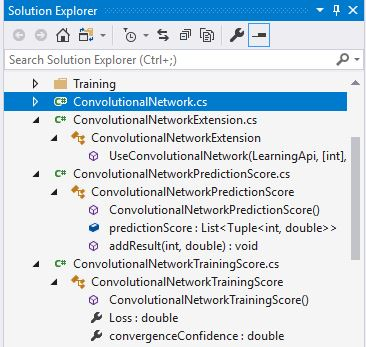 Solution Explorer
Search Solution Explorer (Ctrl+;)
Training
C# ConvolutionalNetwork.cs
C# ConvolutionalNetworkExtension.cs
ConvolutionalNetworkExtension
UseConvolutionalNetwork(LearningApi, [int],
C# ConvolutionalNetworkPredictionScore.cs
ConvolutionalNetworkPredictionScore
ConvolutionalNetworkPredictionScore()
predictionScore : List<Tuple<int, double>>
addResult(int, double) : void
C# ConvolutionalNetworkTrainingScore.cs
ConvolutionalNetworkTrainingScore
ConvolutionalNetworkTrainingScore()
Loss : double
convergenceConfidence : double